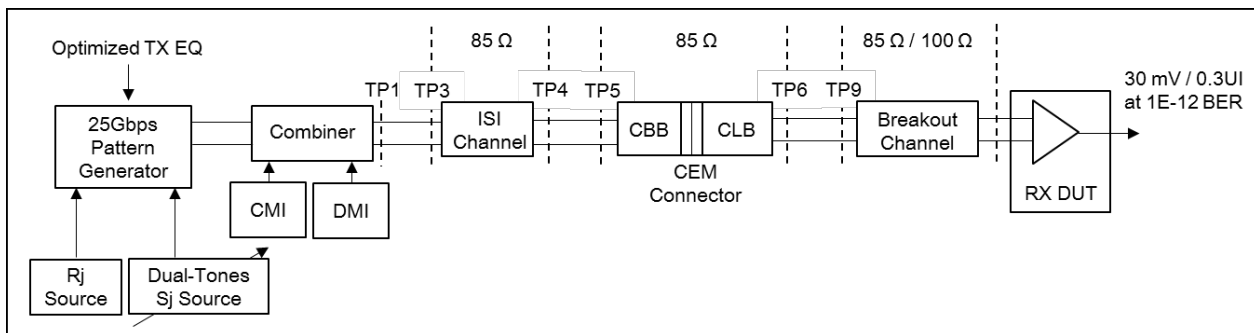 Optimized TX EQ
25Gbps
Pattern
Generator
Rj
Source
Dual-Tones
Sj Source
Combiner
CMI
DMI
TP1
TP3
85 Ω
ISI
Channel
TP4
TP5
85 Ω
CBB
CLB
CEM
Connector
TP6
TP9
85 Ω / 100 Ω
Breakout
Channel
RX DUT
30 mV / 0.3UI
at 1E-12 BER